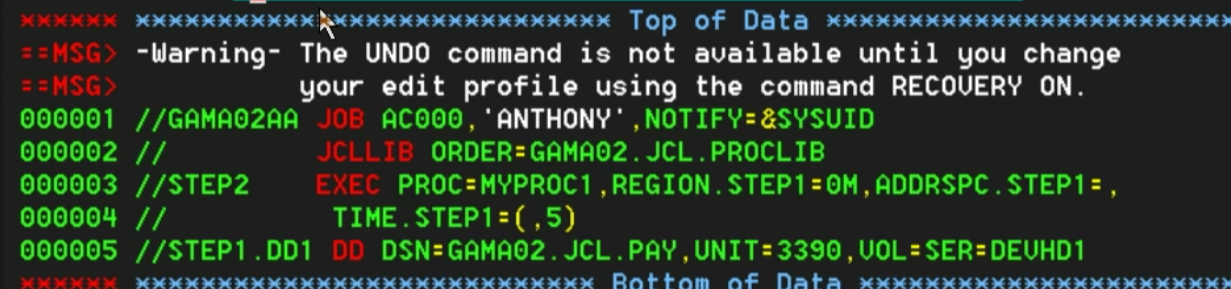 ****** ***************************** Top of Data *************************
==MSG> -Warning- The UNDO command is not available until you change
==MSG>           your edit profile using the command RECOVERY ON.
000001 //GAMA02AA JOB AC000,'ANTHONY',NOTIFY=&SYSUID
000002 //         JCLLIB ORDER=GAMA02.JCL.PROCLIB
000003 //STEP2    EXEC PROC=MYPROC1,REGION.STEP1=0M,ADDRSPC.STEP1=,
000004 //          TIME.STEP1=(,5)
000005 //STEP1.DD1 DD DSN=GAMA02.JCL.PAY,UNIT=3390,VOL=SER=DEVHD1
****** **************************** Bottom of Data ***********************